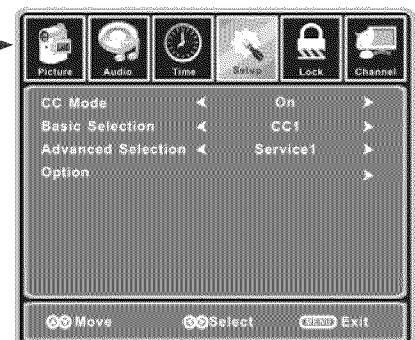 Picture Audio Time Setup Lock Channel
CC Mode On
Basic Selection CC1
Advanced Selection Service1
Option
Move Select MENU Exit